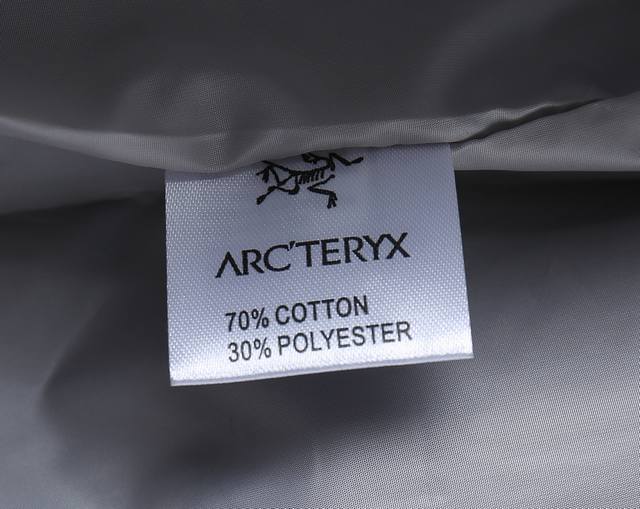 ARC'TERYX
70% COTTON
30% POLYESTER